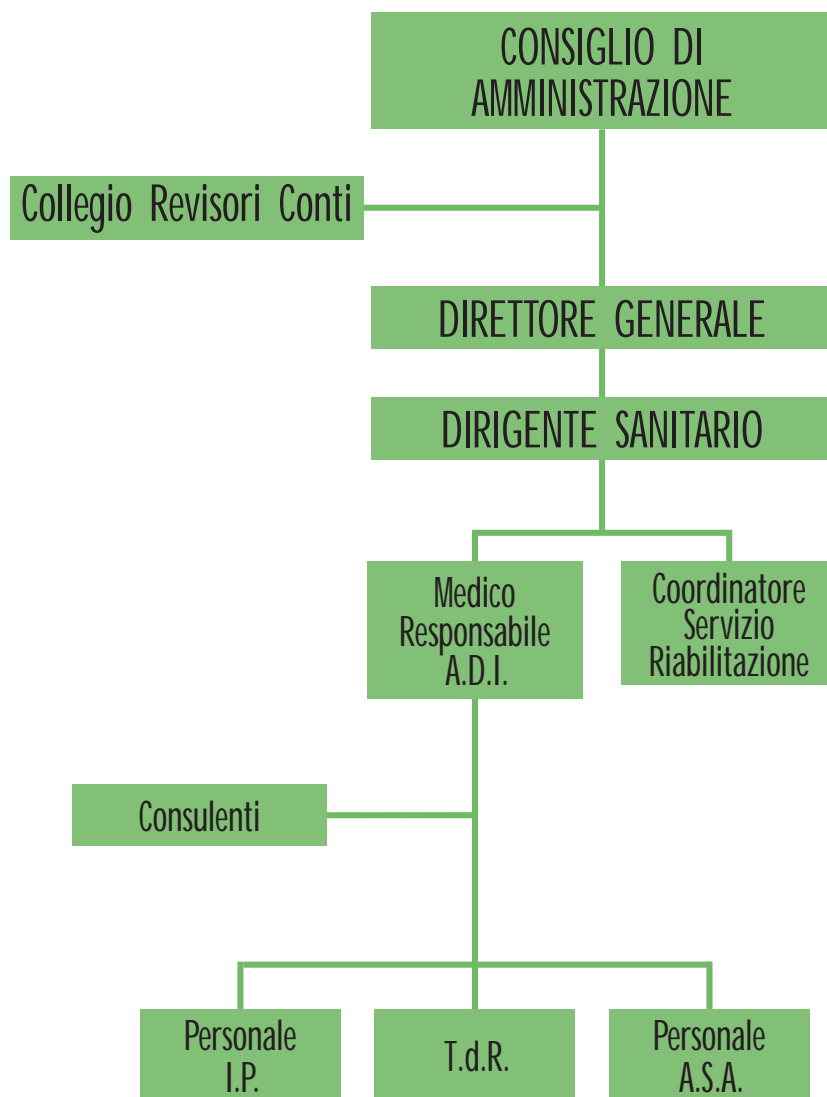 CONSIGLIO DI
AMMINISTRAZIONE
Collegio Revisori Conti
DIRETTORE GENERALE
DIRIGENTE SANITARIO
Medico
Responsabile
A.D.I.
Coordinatore
Servizio
Riabilitazione
Consulenti
Personale
I.P.
T.d.R.
Personale
A.S.A.